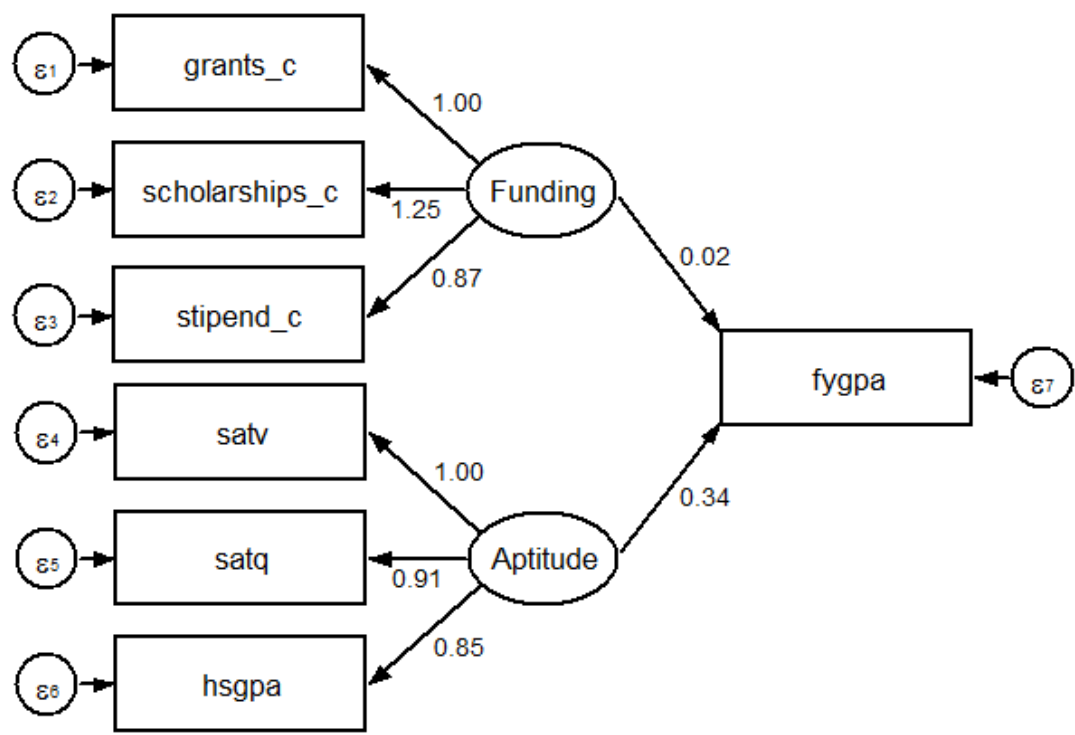 ε1
grants_c
1.00
ε2
scholarships_c
1.25
Funding
ε3
stipend_c
0.87
0.02
fygpa
ε7
ε4
satv
1.00
0.34
ε5
satq
0.91
Aptitude
ε6
hsgpa
0.85